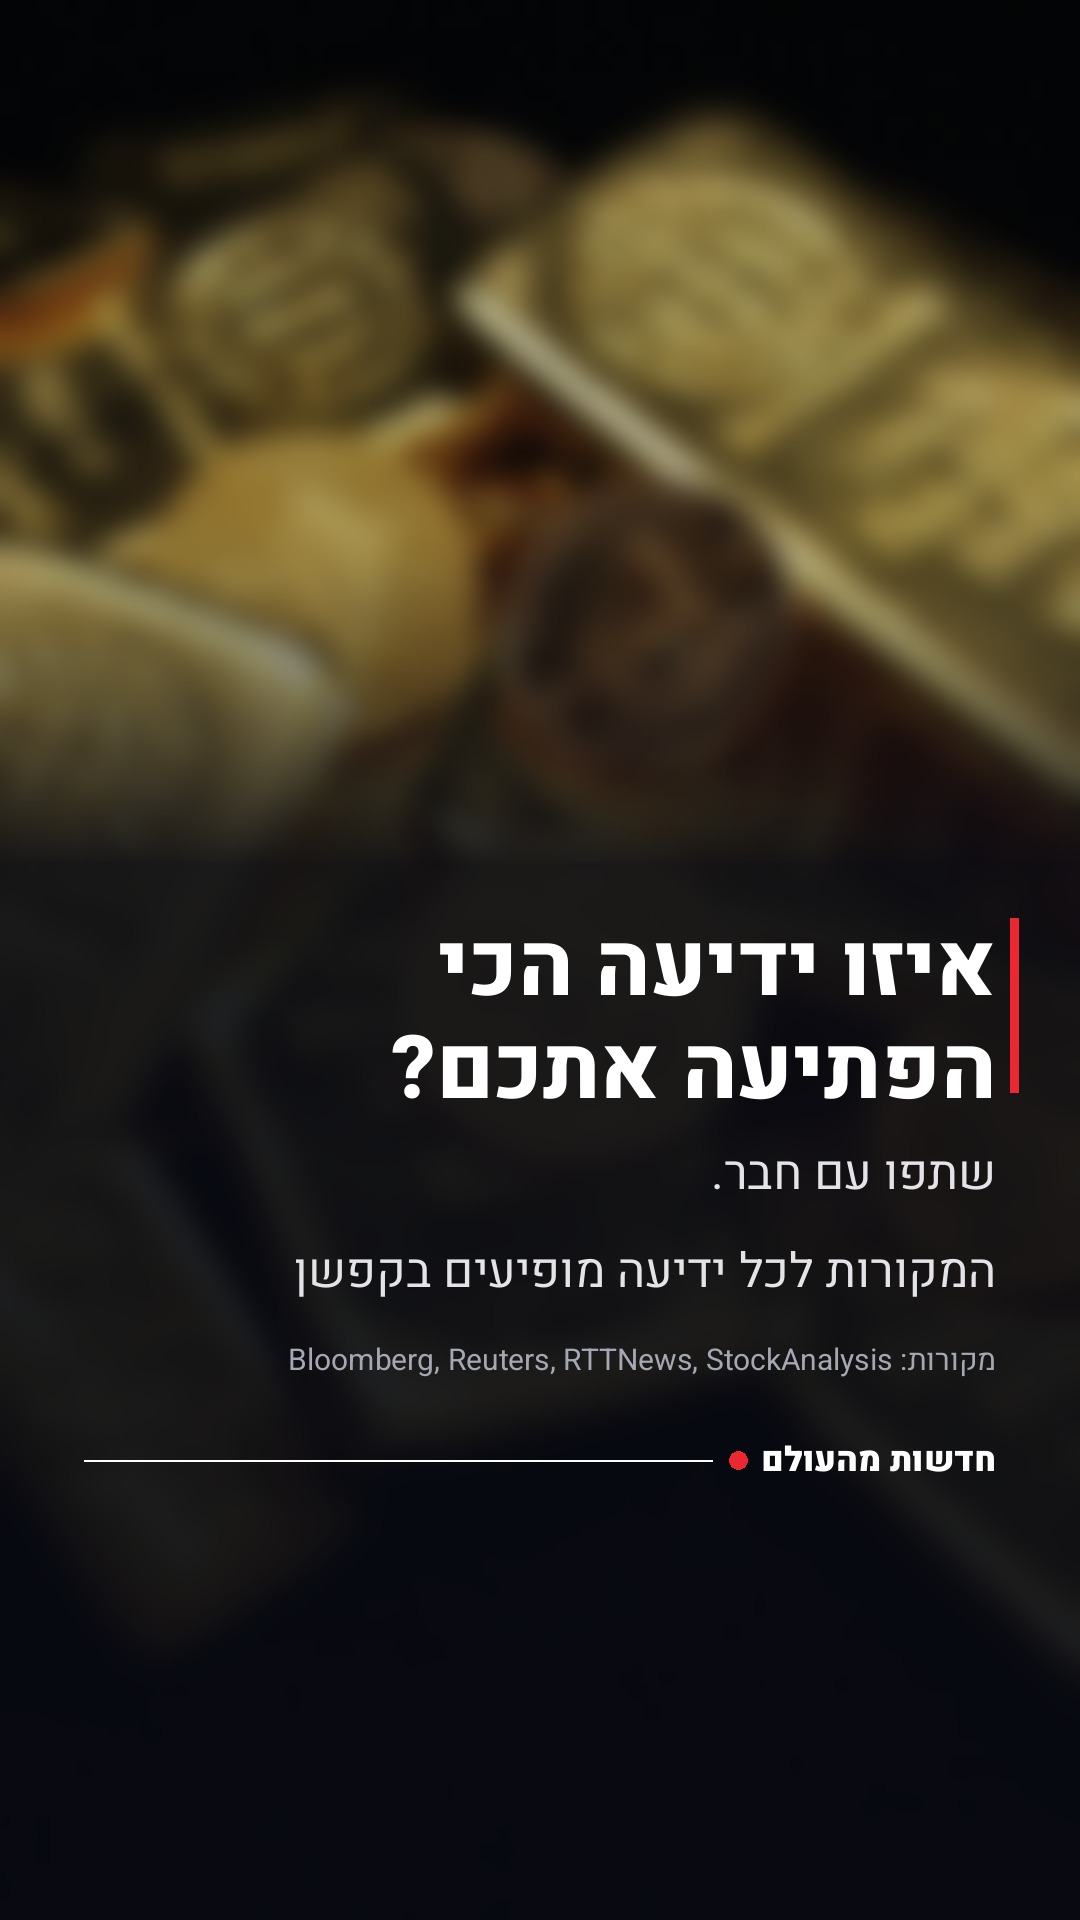 איזו ידיעה הכי
הפתיעה אתכם?
שתפו עם חבר.
המקורות לכל ידיעה מופיעים בקפשן
מקורות: Bloomberg, Reuters, RTTNews, StockAnalysis
חדשות מהעולם